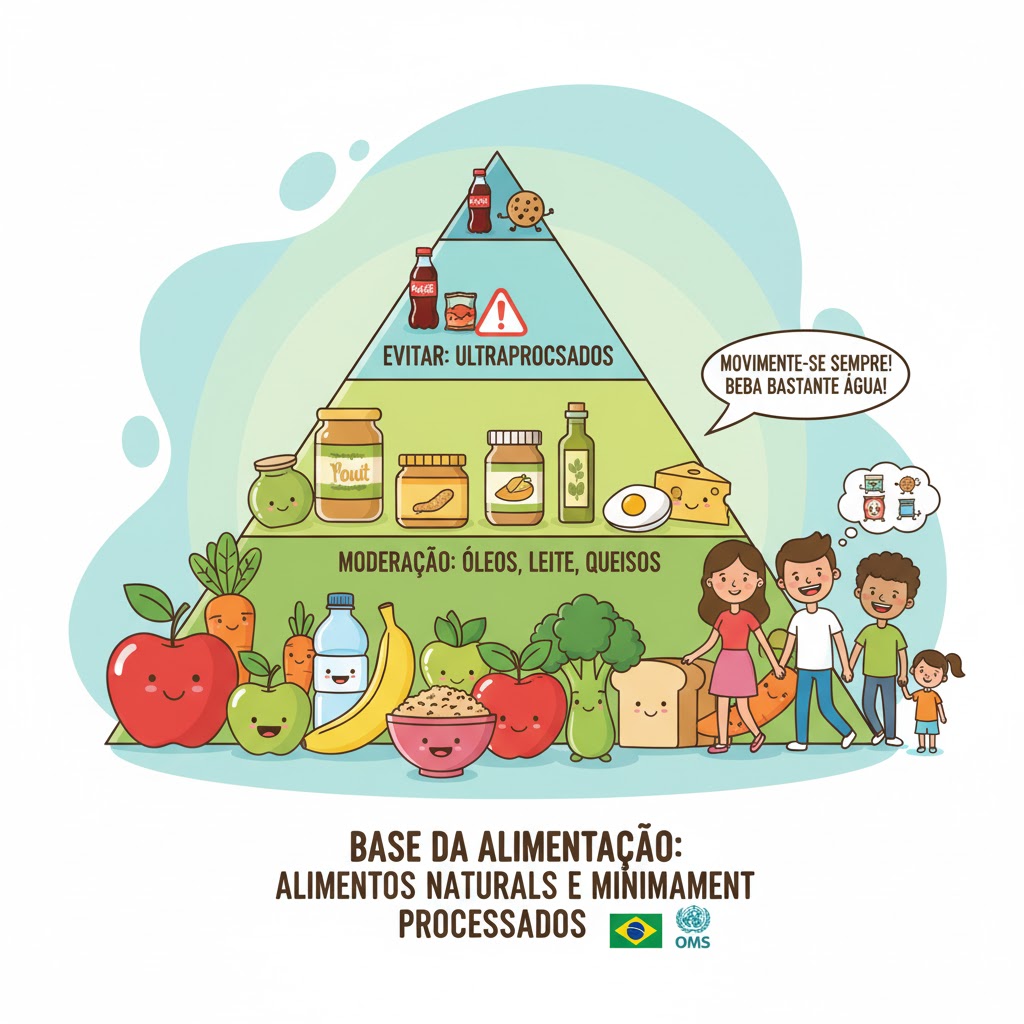 EVITAR: ULTRAPROCSADOS
MOVIMENTE-SE SEMPRE!
BEBA BASTANTE ÁGUA!
Pouit
MODERAÇÃO: ÓLEOS, LEITE, QUEISOS
BASE DA ALIMENTAÇÃO:
ALIMENTOS NATURALS E MINIMAMENT
PROCESSADOS
OMS